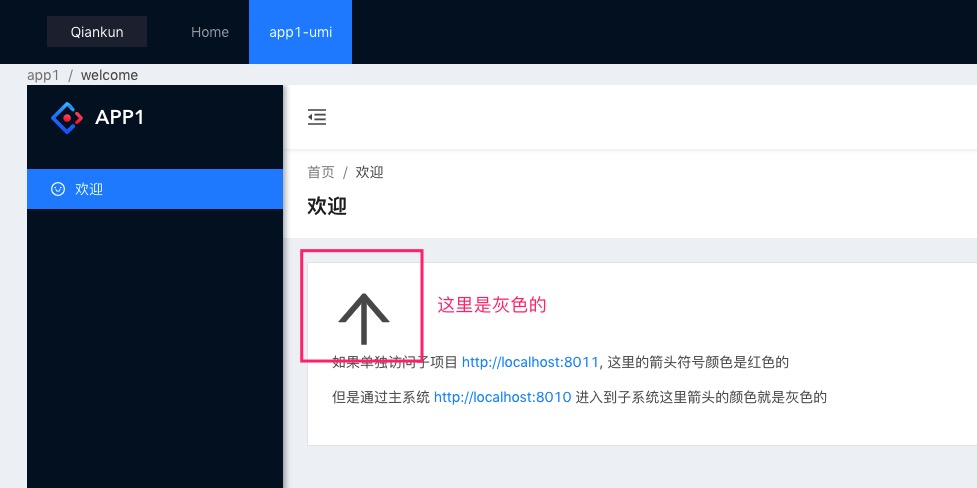 Qiankun Home app1-umi
app1 / welcome
APP1
欢迎
首页 / 欢迎
欢迎
这里是灰色的
如果单独访问子项目 http://localhost:8011, 这里的箭头符号颜色是红色的
但是通过主系统 http://localhost:8010 进入到子系统这里箭头的颜色就是灰色的